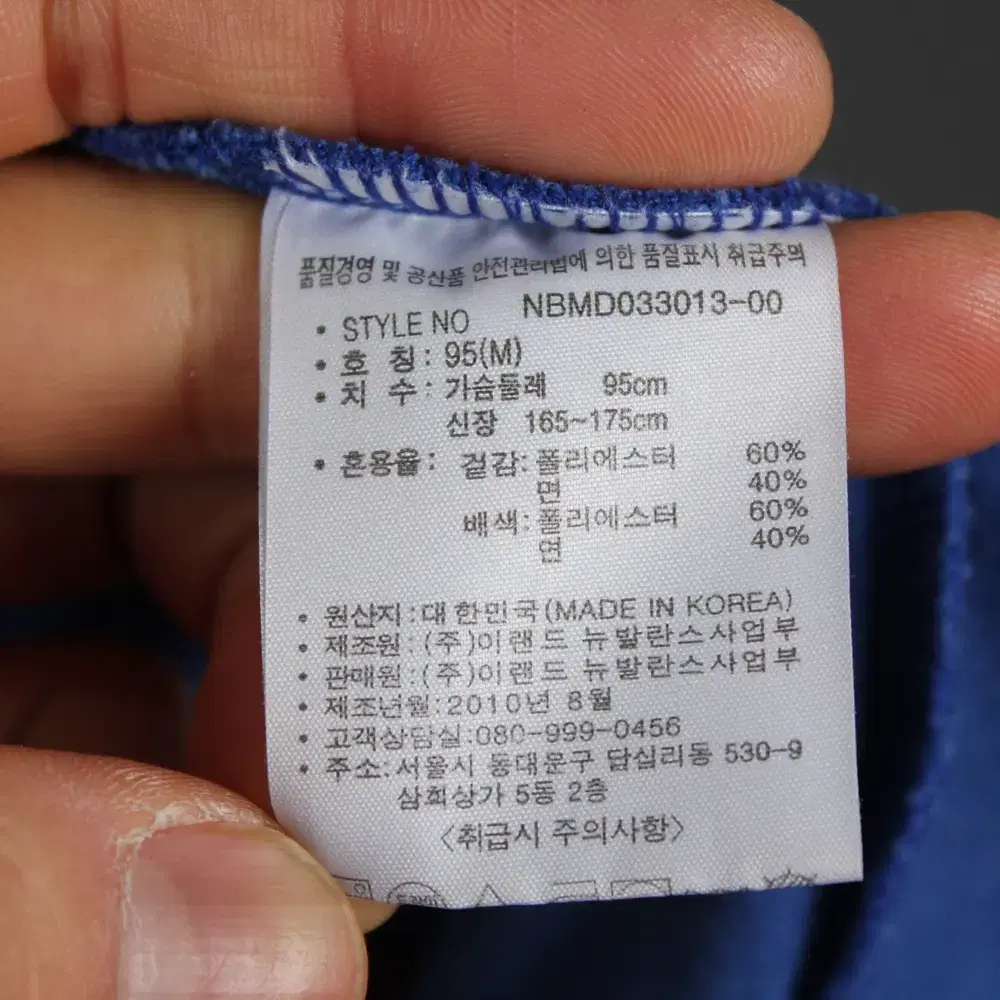 품질경영 및 공산품 안전관리법에 의한 품질표시 취급주의
• STYLE NO NBMD033013-00
• 호 칭 : 95(M)
• 치 수 : 가슴둘레 95cm
신장 165~175cm
• 혼용율 : 겉감: 폴리에스터 60%
면 40%
배색: 폴리에스터 60%
면 40%
• 원산지 : 대한민국(MADE IN KOREA)
• 제조원 : (주)이랜드 뉴발란스사업부
• 판매원 : (주)이랜드 뉴발란스사업부
• 제조년월:2010년 8월
• 고객상담실:080-999-0456
• 주소:서울시 동대문구 답십리동 530-9
삼희상가 5동 2층
<취급시 주의사항>